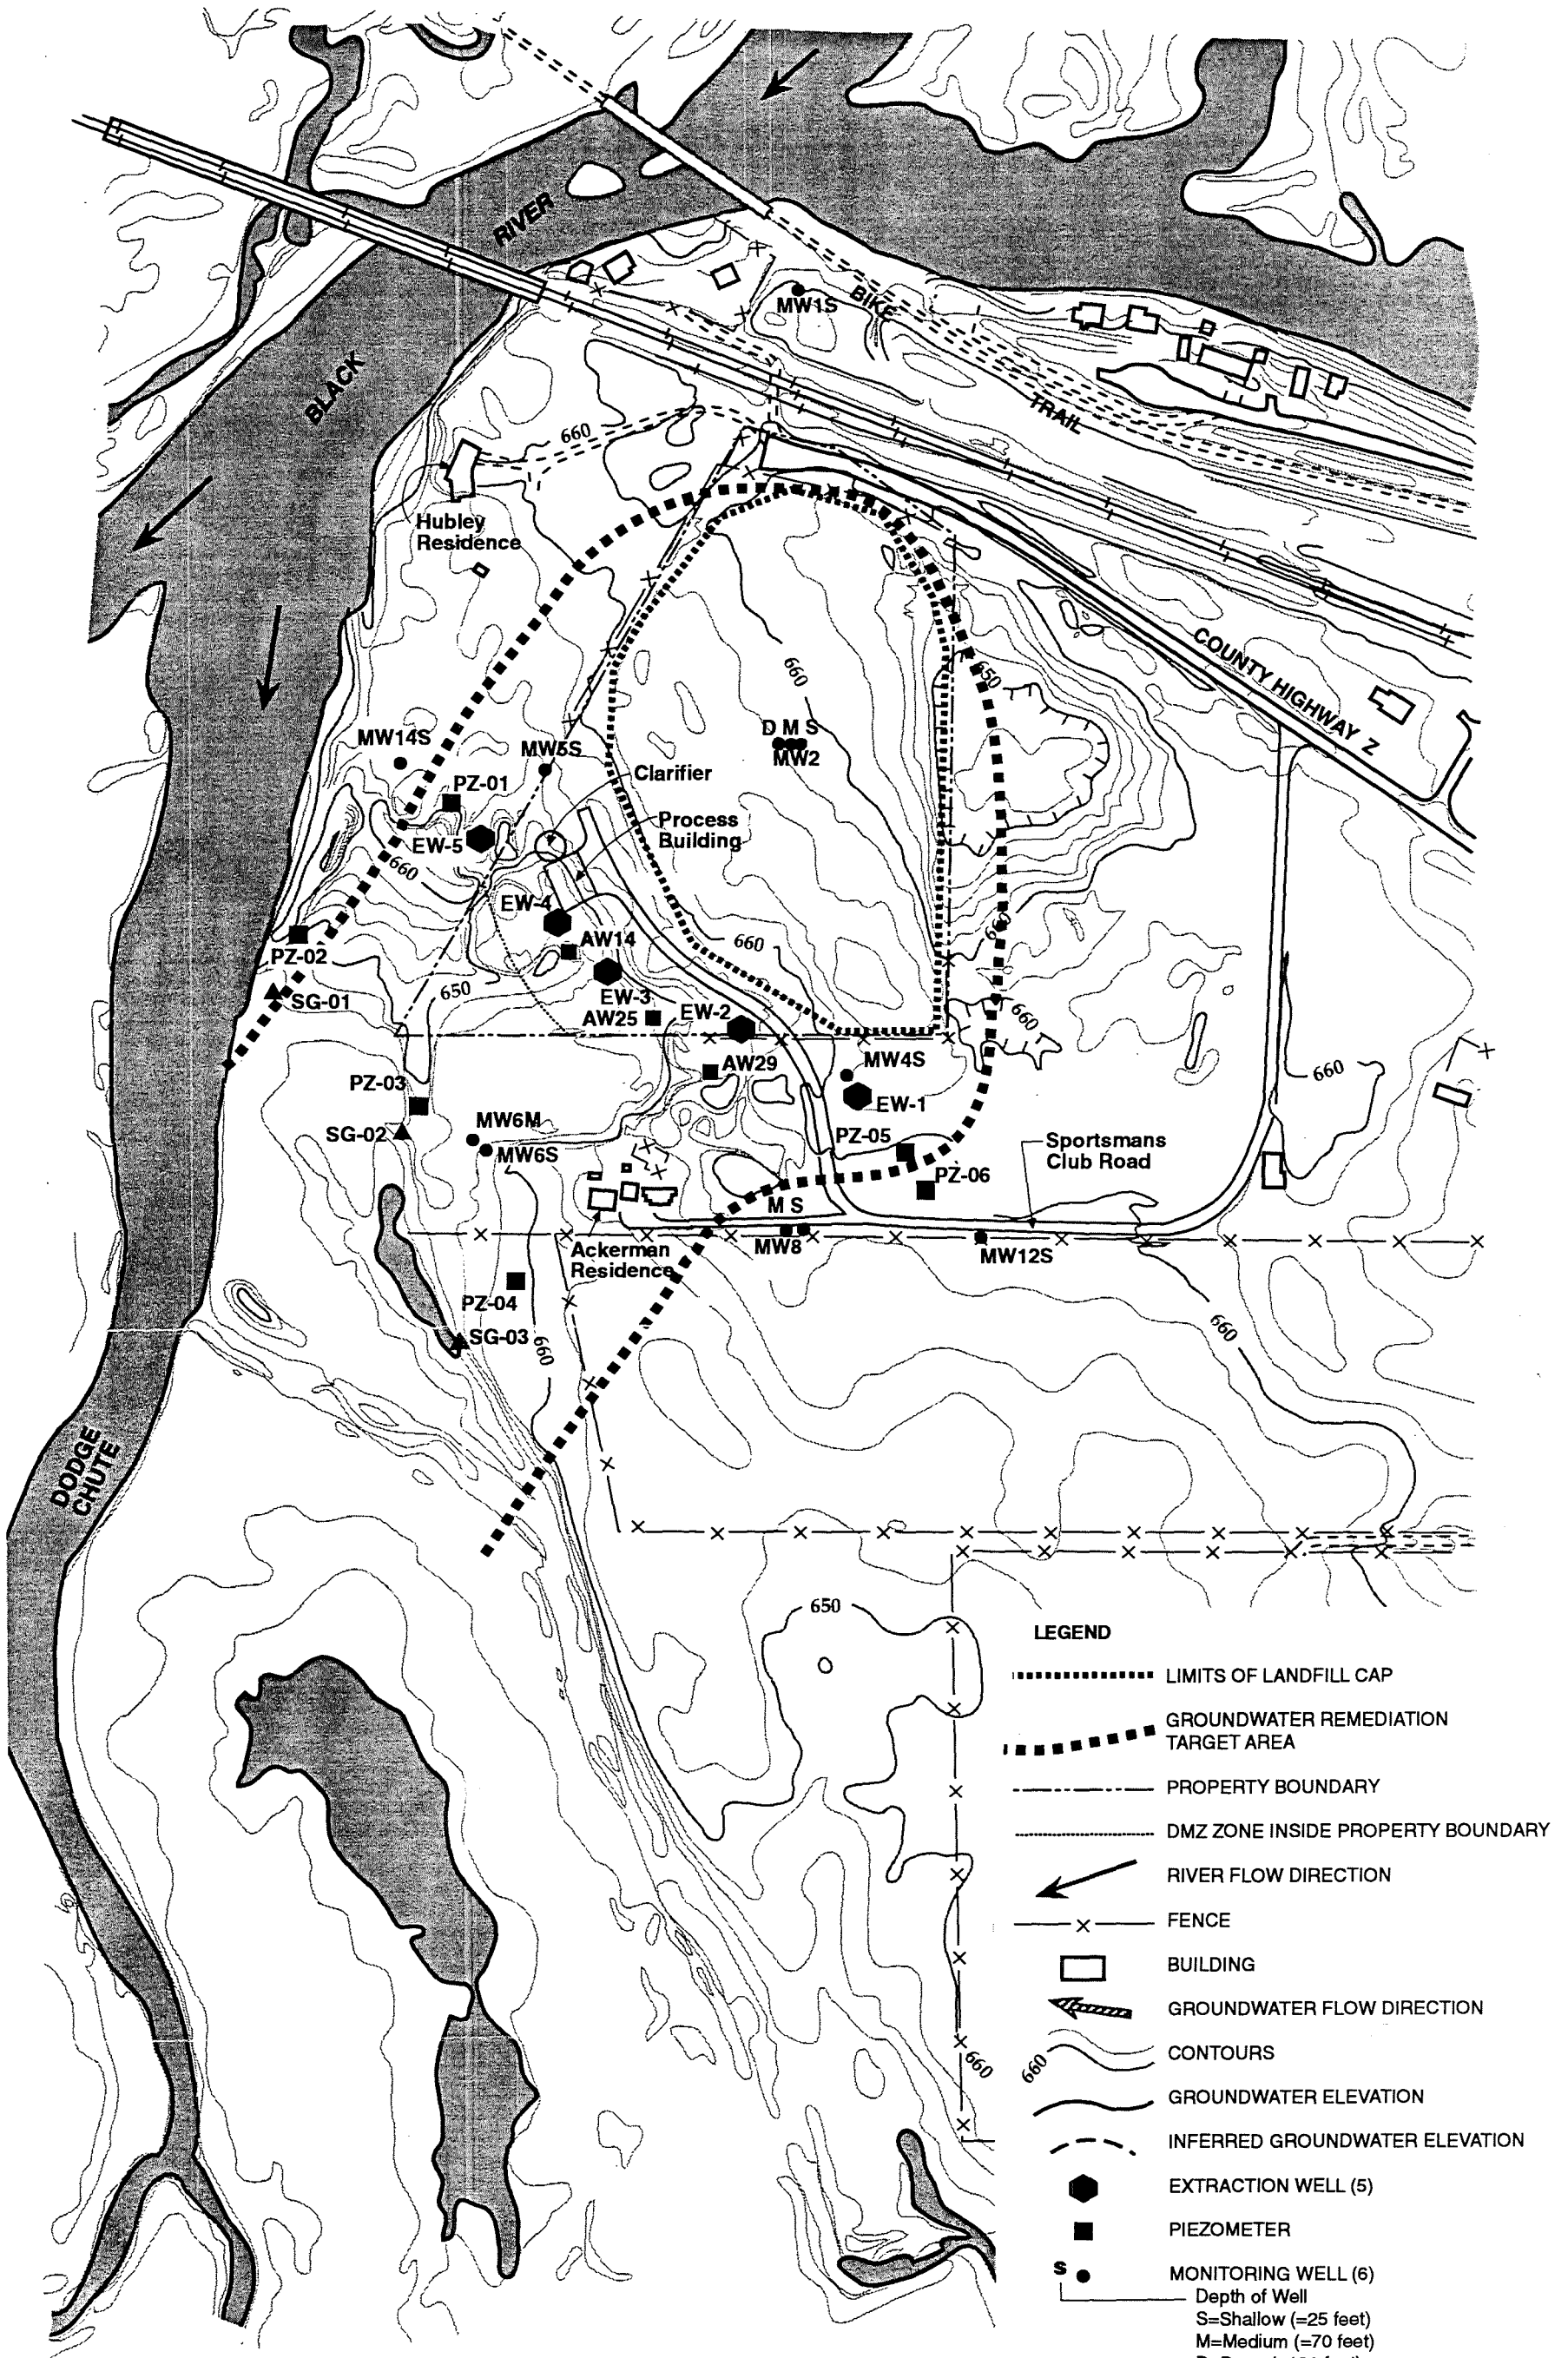 RIVER
MW1S
BIKE
BLACK
TRAIL
660
Hubley
Residence
COUNTY HIGHWAY Z
660
650
MW14S
MW5S
D M S
MW2
Clarifier
PZ-01
Process
Building
EW-5
660
EW-4
AW14
660
PZ-02
EW-3
650
SG-01
AW25
EW-2
660
MW4S
AW29
660
PZ-03
EW-1
SG-02
MW6M
PZ-05
MW6S
Sportsmans
Club Road
PZ-06
M S
MW8
Ackerman
Residence
MW12S
PZ-04
SG-03
660
660
DODGE
CHUTE
650
LEGEND
LIMITS OF LANDFILL CAP
GROUNDWATER REMEDIATION
TARGET AREA
PROPERTY BOUNDARY
DMZ ZONE INSIDE PROPERTY BOUNDARY
RIVER FLOW DIRECTION
FENCE
BUILDING
GROUNDWATER FLOW DIRECTION
660
660
CONTOURS
GROUNDWATER ELEVATION
INFERRED GROUNDWATER ELEVATION
EXTRACTION WELL (5)
PIEZOMETER
S
MONITORING WELL (6)
Depth of Well
S=Shallow (=25 feet)
M=Medium (=70 feet)